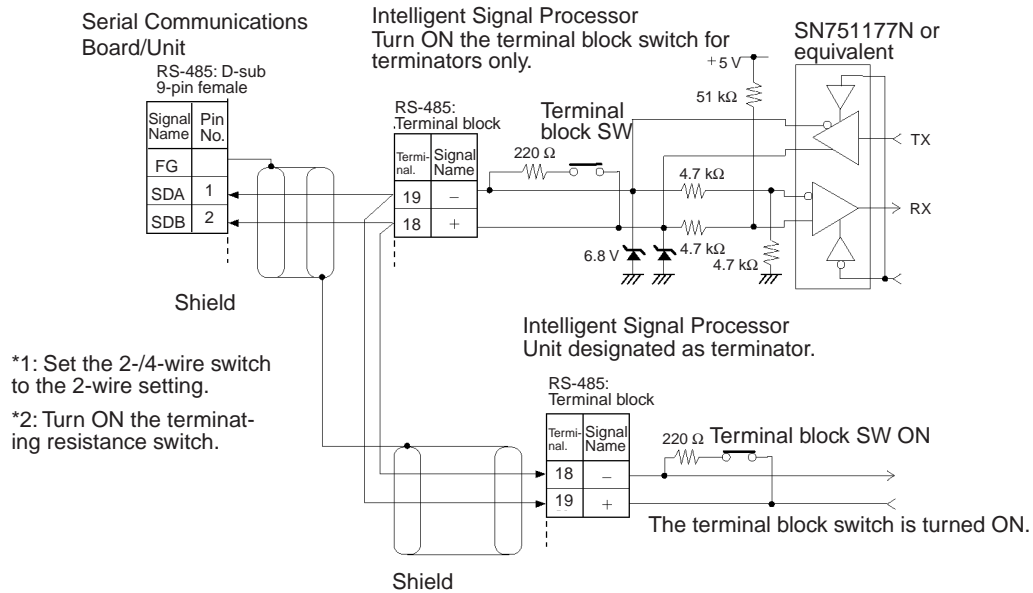 Serial Communications
Board/Unit
RS-485: D-sub
9-pin female
Signal
Name
Pin
No.
FG
SDA
1
SDB
2
Shield
Intelligent Signal Processor
Turn ON the terminal block switch for
terminators only.
RS-485:
Terminal block
Termi-
nal.
Signal
Name
19
−
18
+
Terminal
block SW
220 Ω
+5 V
51 kΩ
4.7 kΩ
4.7 kΩ
4.7 kΩ
6.8 V
SN751177N or
equivalent
TX
RX
*1: Set the 2-/4-wire switch
to the 2-wire setting.
*2: Turn ON the terminat-
ing resistance switch.
Intelligent Signal Processor
Unit designated as terminator.
RS-485:
Terminal block
Termi-
nal.
Signal
Name
18
−
19
+
220 Ω
Terminal block SW ON
The terminal block switch is turned ON.
Shield